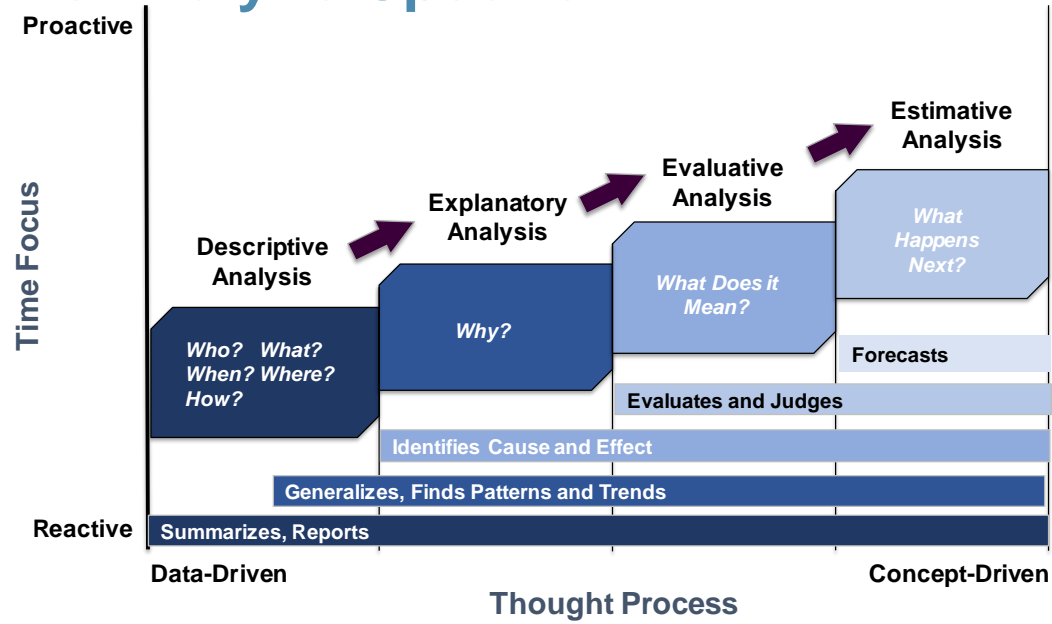 Proactive
Estimative
Analysis
Evaluative
Analysis
Explanatory
Analysis
Descriptive
Analysis
Time Focus
What
Happens
Next?
What Does it
Mean?
Why?
Who? What?
When? Where?
How?
Forecasts
Evaluates and Judges
Identifies Cause and Effect
Generalizes, Finds Patterns and Trends
Reactive
Summarizes, Reports
Data-Driven
Concept-Driven
Thought Process